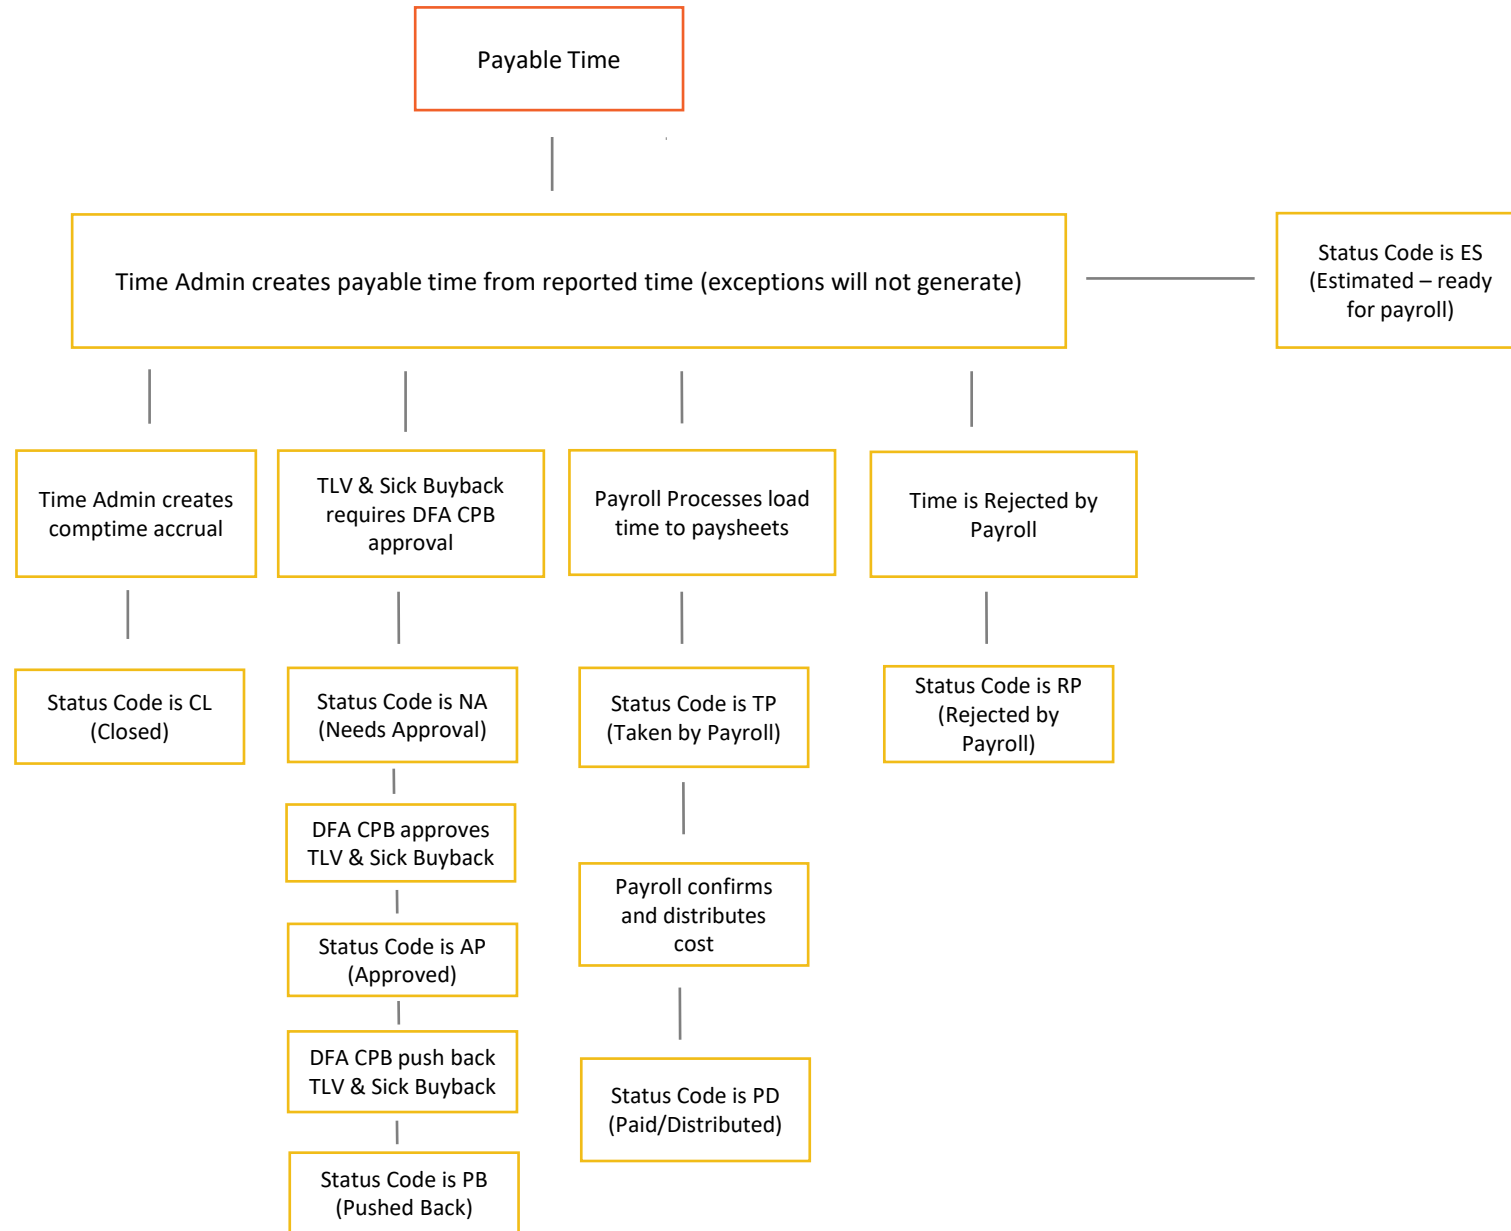 Payable Time
Time Admin creates payable time from reported time (exceptions will not generate)
Status Code is ES
(Estimated – ready
for payroll)
Time Admin creates
comptime accrual
TLV & Sick Buyback
requires DFA CPB
approval
Payroll Processes load
time to paysheets
Time is Rejected by
Payroll
Status Code is CL
(Closed)
Status Code is NA
(Needs Approval)
Status Code is TP
(Taken by Payroll)
Status Code is RP
(Rejected by
Payroll)
DFA CPB approves
TLV & Sick Buyback
Payroll confirms
and distributes
cost
Status Code is AP
(Approved)
DFA CPB push back
TLV & Sick Buyback
Status Code is PD
(Paid/Distributed)
Status Code is PB
(Pushed Back)